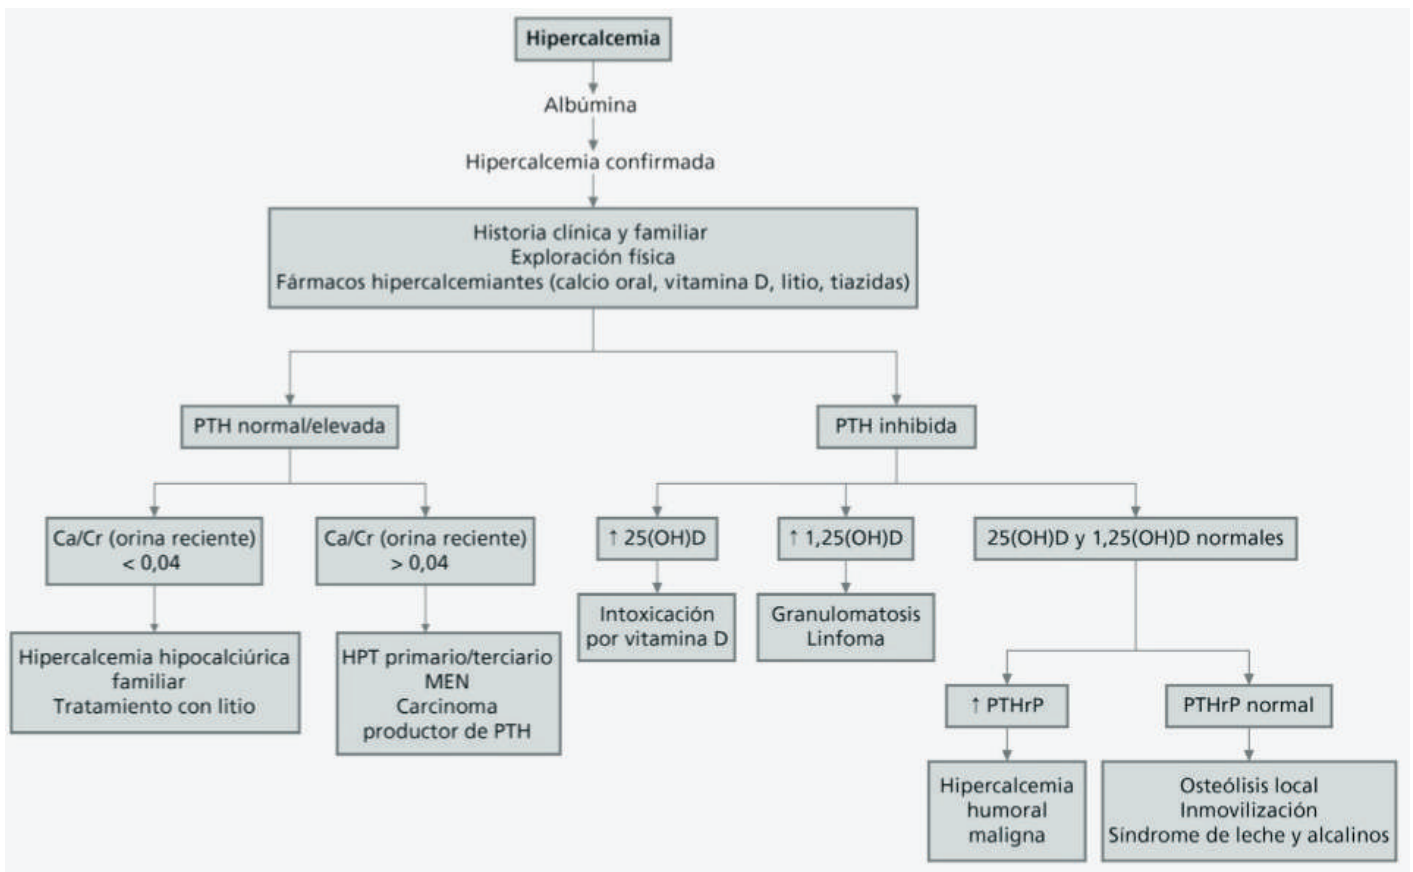 Hipercalcemia
Albúmina
Hipercalcemia confirmada
Historia clínica y familiar
Exploración física
Fármacos hipercalcemiantes (calcio oral, vitamina D, litio, tiazidas)
PTH normal/elevada
PTH inhibida
Ca/Cr (orina reciente)
< 0,04
Ca/Cr (orina reciente)
> 0,04
↑ 25(OH)D
↑ 1,25(OH)D
25(OH)D y 1,25(OH)D normales
Hipercalcemia hipocalciúrica
familiar
Tratamiento con litio
HPT primario/terciario
MEN
Carcinoma
productor de PTH
Intoxicación
por vitamina D
Granulomatosis
Linfoma
↑ PTHrP
PTHrP normal
Hipercalcemia
humoral
maligna
Osteólisis local
Inmovilización
Síndrome de leche y alcalinos